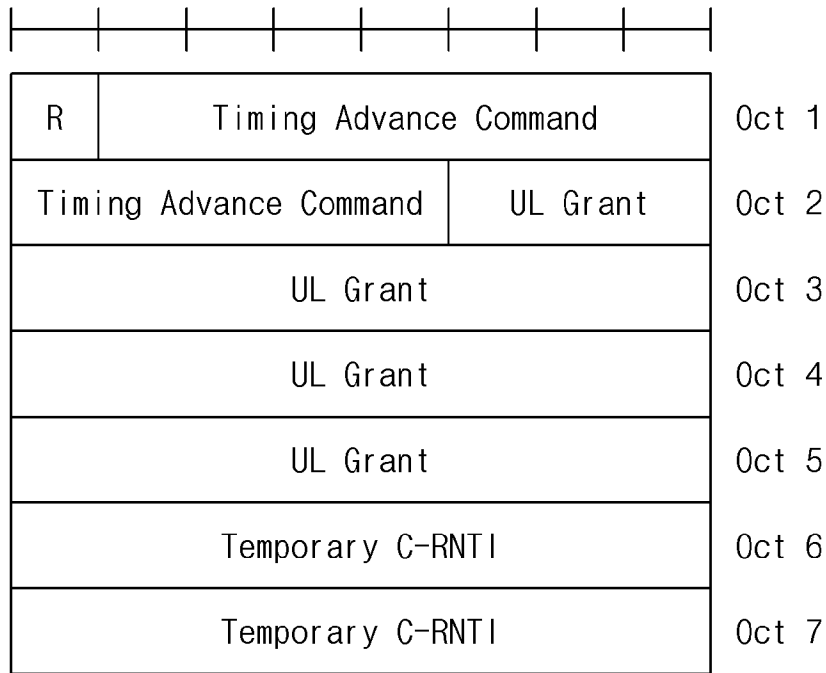 R Timing Advance Command Oct 1
Timing Advance Command UL Grant Oct 2
UL Grant Oct 3
UL Grant Oct 4
UL Grant Oct 5
Temporary C-RNTI Oct 6
Temporary C-RNTI Oct 7